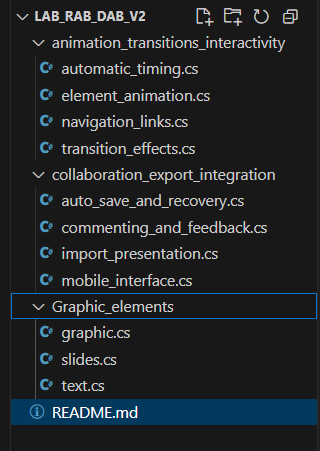 LAB_RAB_DAB_V2
animation_transitions_interactivity
C# automatic_timing.cs
C# element_animation.cs
C# navigation_links.cs
C# transition_effects.cs
collaboration_export_integration
C# auto_save_and_recovery.cs
C# commenting_and_feedback.cs
C# import_presentation.cs
C# mobile_interface.cs
Graphic_elements
C# graphic.cs
C# slides.cs
C# text.cs
README.md